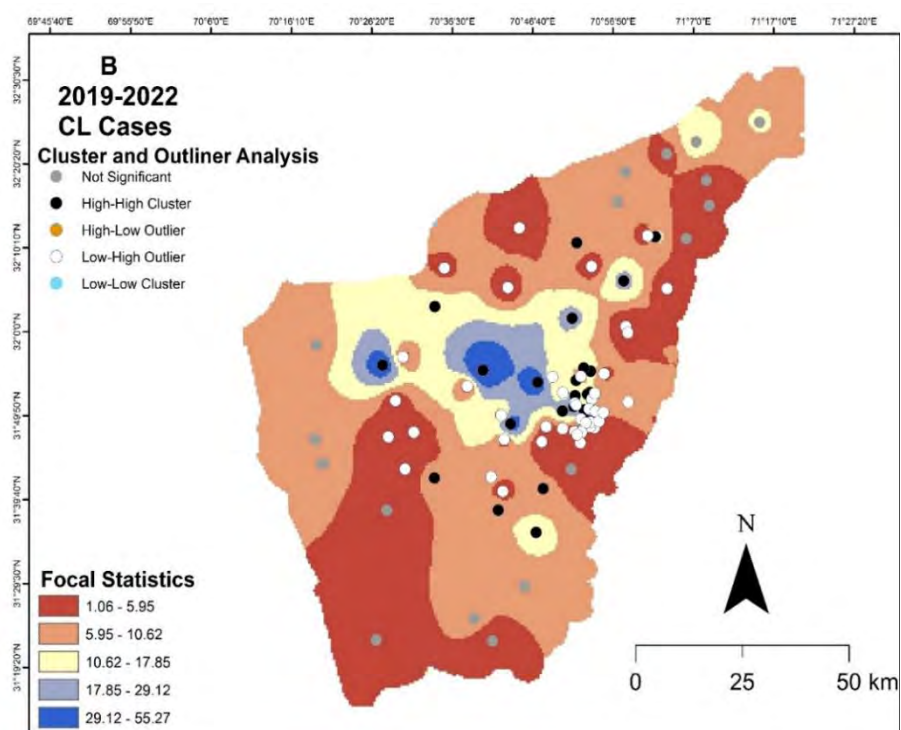 69°45'40"E 69°55'50"E 70°6'0"E 70°16'10"E 70°26'20"E 70°36'30"E 70°46'40"E 70°56'50"E 71°7'0"E 71°17'10"E 71°27'20"E
32°30'30"N
32°20'20"N
32°10'10"N
32°0'0"N
31°49'50"N
31°39'40"N
31°29'30"N
31°19'20"N
B
2019-2022
CL Cases
Cluster and Outliner Analysis
Not Significant
High-High Cluster
High-Low Outlier
Low-High Outlier
Low-Low Cluster
Focal Statistics
1.06 - 5.95
5.95 - 10.62
10.62 - 17.85
17.85 - 29.12
29.12 - 55.27
N
0 25 50 km